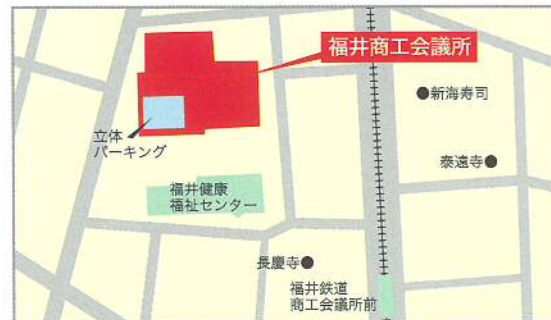 福井商工会議所
●新海寿司
立体
パーキング
泰遠寺●
福井健康
福祉センター
長慶寺●
福井鉄道
商工会議所前